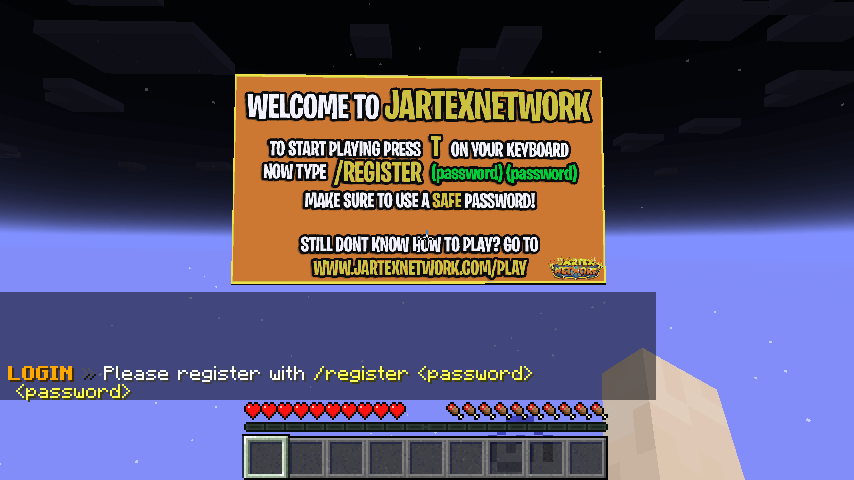 WELCOME TO JARTEXNETWORK
TO START PLAYING PRESS T ON YOUR KEYBOARD
NOW TYPE /REGISTER (password) (password)
MAKE SURE TO USE A SAFE PASSWORD!
STILL DONT KNOW HOW TO PLAY? GO TO
WWW.JARTEXNETWORK.COM/PLAY
JARTEX
NETWORK
LOGIN » Please register with /register <password>
<password>